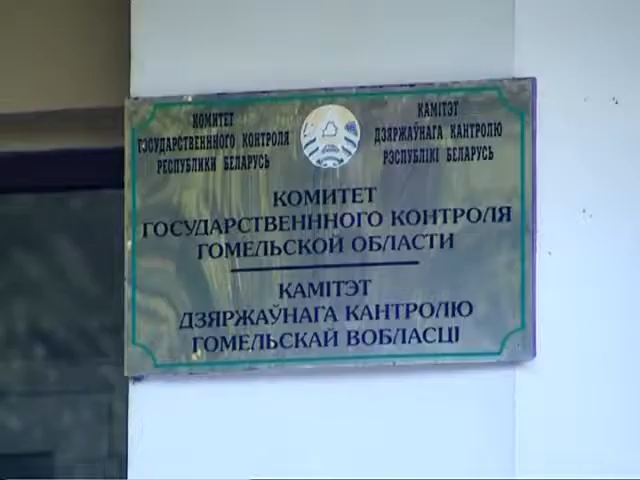 КОМИТЕТ
ГОСУДАРСТВЕНННОГО КОНТРОЛЯ
РЕСПУБЛИКИ БЕЛАРУСЬ
КАМІТЭТ
ДЗЯРЖАЎНАГА КАНТРОЛЮ
РЭСПУБЛІКІ БЕЛАРУСЬ
КОМИТЕТ
ГОСУДАРСТВЕНННОГО КОНТРОЛЯ
ГОМЕЛЬСКОЙ ОБЛАСТИ
КАМІТЭТ
ДЗЯРЖАЎНАГА КАНТРОЛЮ
ГОМЕЛЬСКАЙ ВОБЛАСЦІ